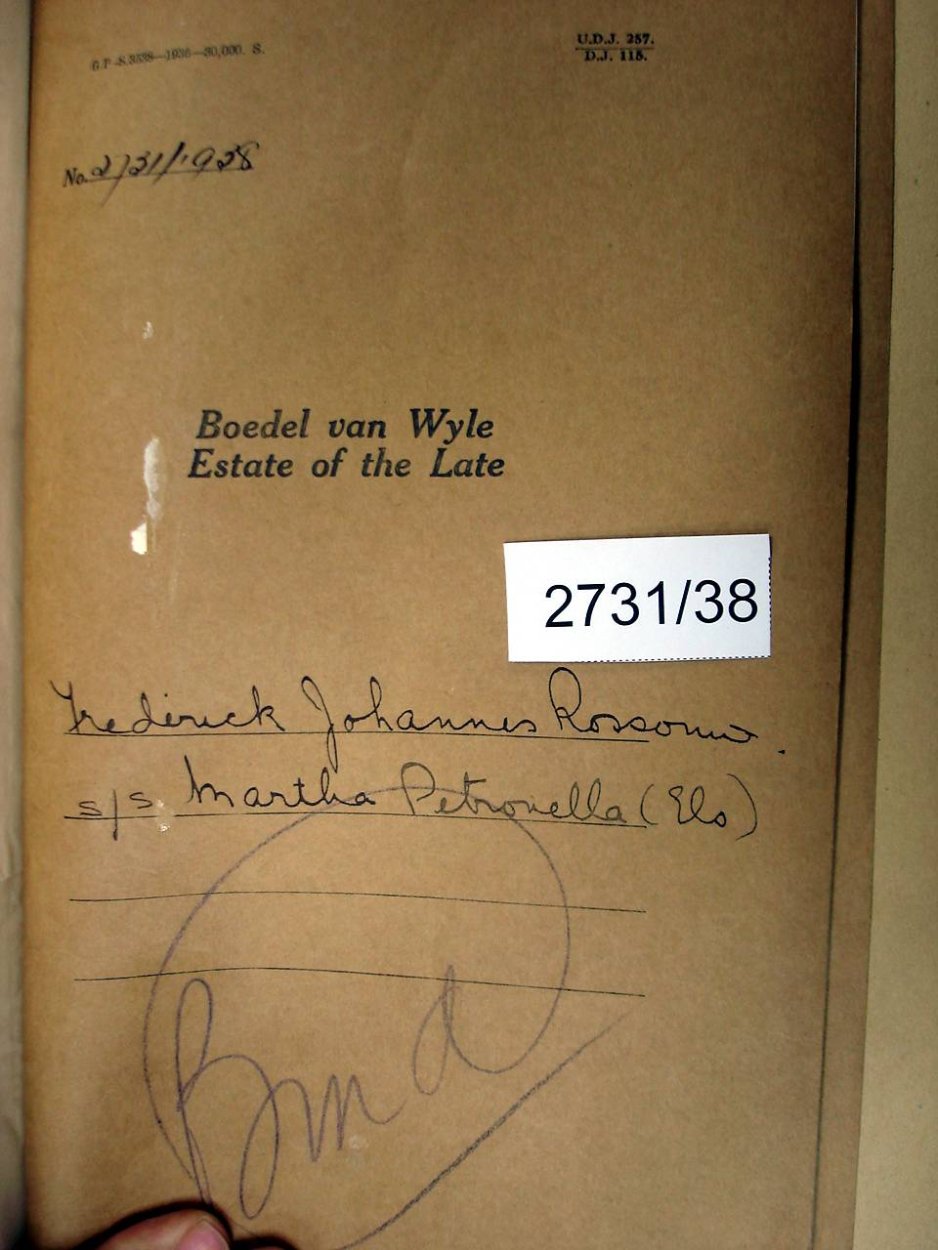 G.P.-S.3538—1936—30,000. S.
U.D.J. 257.
D.J. 115.
No. 2731/1938
Boedel van Wyle
Estate of the Late
2731/38
Frederick Johannes Rossouw.
s/s Martha Petronella (Els)